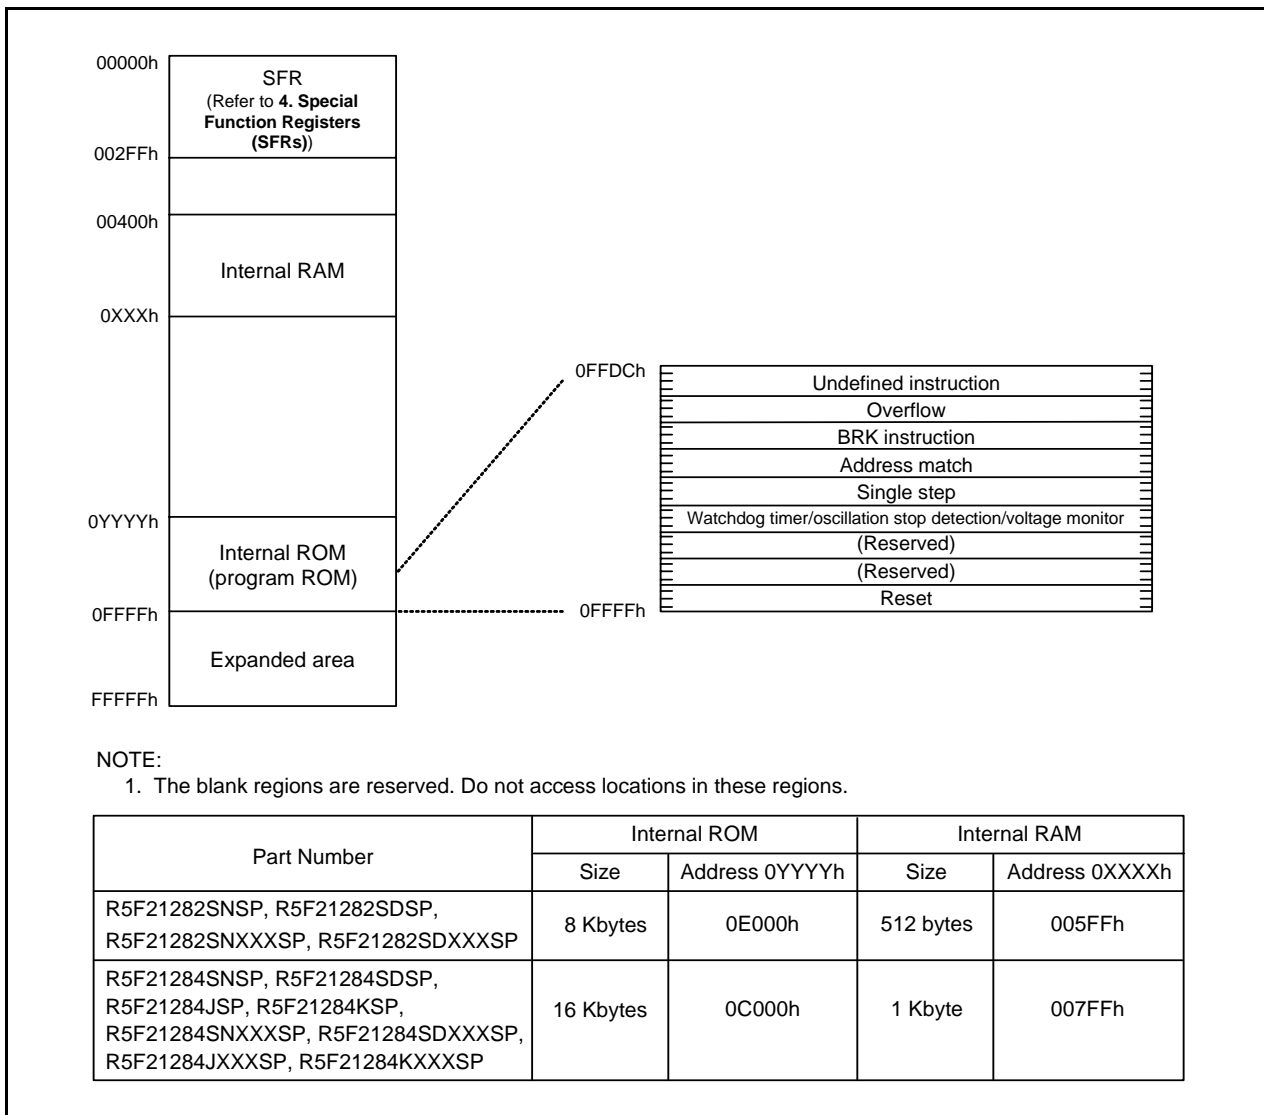 00000h
SFR
(Refer to 4. Special
Function Registers
(SFRs))
002FFh
00400h
Internal RAM
0XXXh
0YYYYh
Internal ROM
(program ROM)
0FFFFh
Expanded area
FFFFFh
0FFDCh
Undefined instruction
Overflow
BRK instruction
Address match
Single step
Watchdog timer/oscillation stop detection/voltage monitor
(Reserved)
(Reserved)
Reset
0FFFFh
NOTE:
1. The blank regions are reserved. Do not access locations in these regions.
Part Number
Internal ROM
Internal RAM
Size
Address 0YYYYh
Size
Address 0XXXXh
R5F21282SNSP, R5F21282SDSP,
R5F21282SNXXXSP, R5F21282SDXXXSP
8 Kbytes
0E000h
512 bytes
005FFh
R5F21284SNSP, R5F21284SDSP,
R5F21284JSP, R5F21284KSP,
R5F21284SNXXXSP, R5F21284SDXXXSP,
R5F21284JXXXSP, R5F21284KXXXSP
16 Kbytes
0C000h
1 Kbyte
007FFh